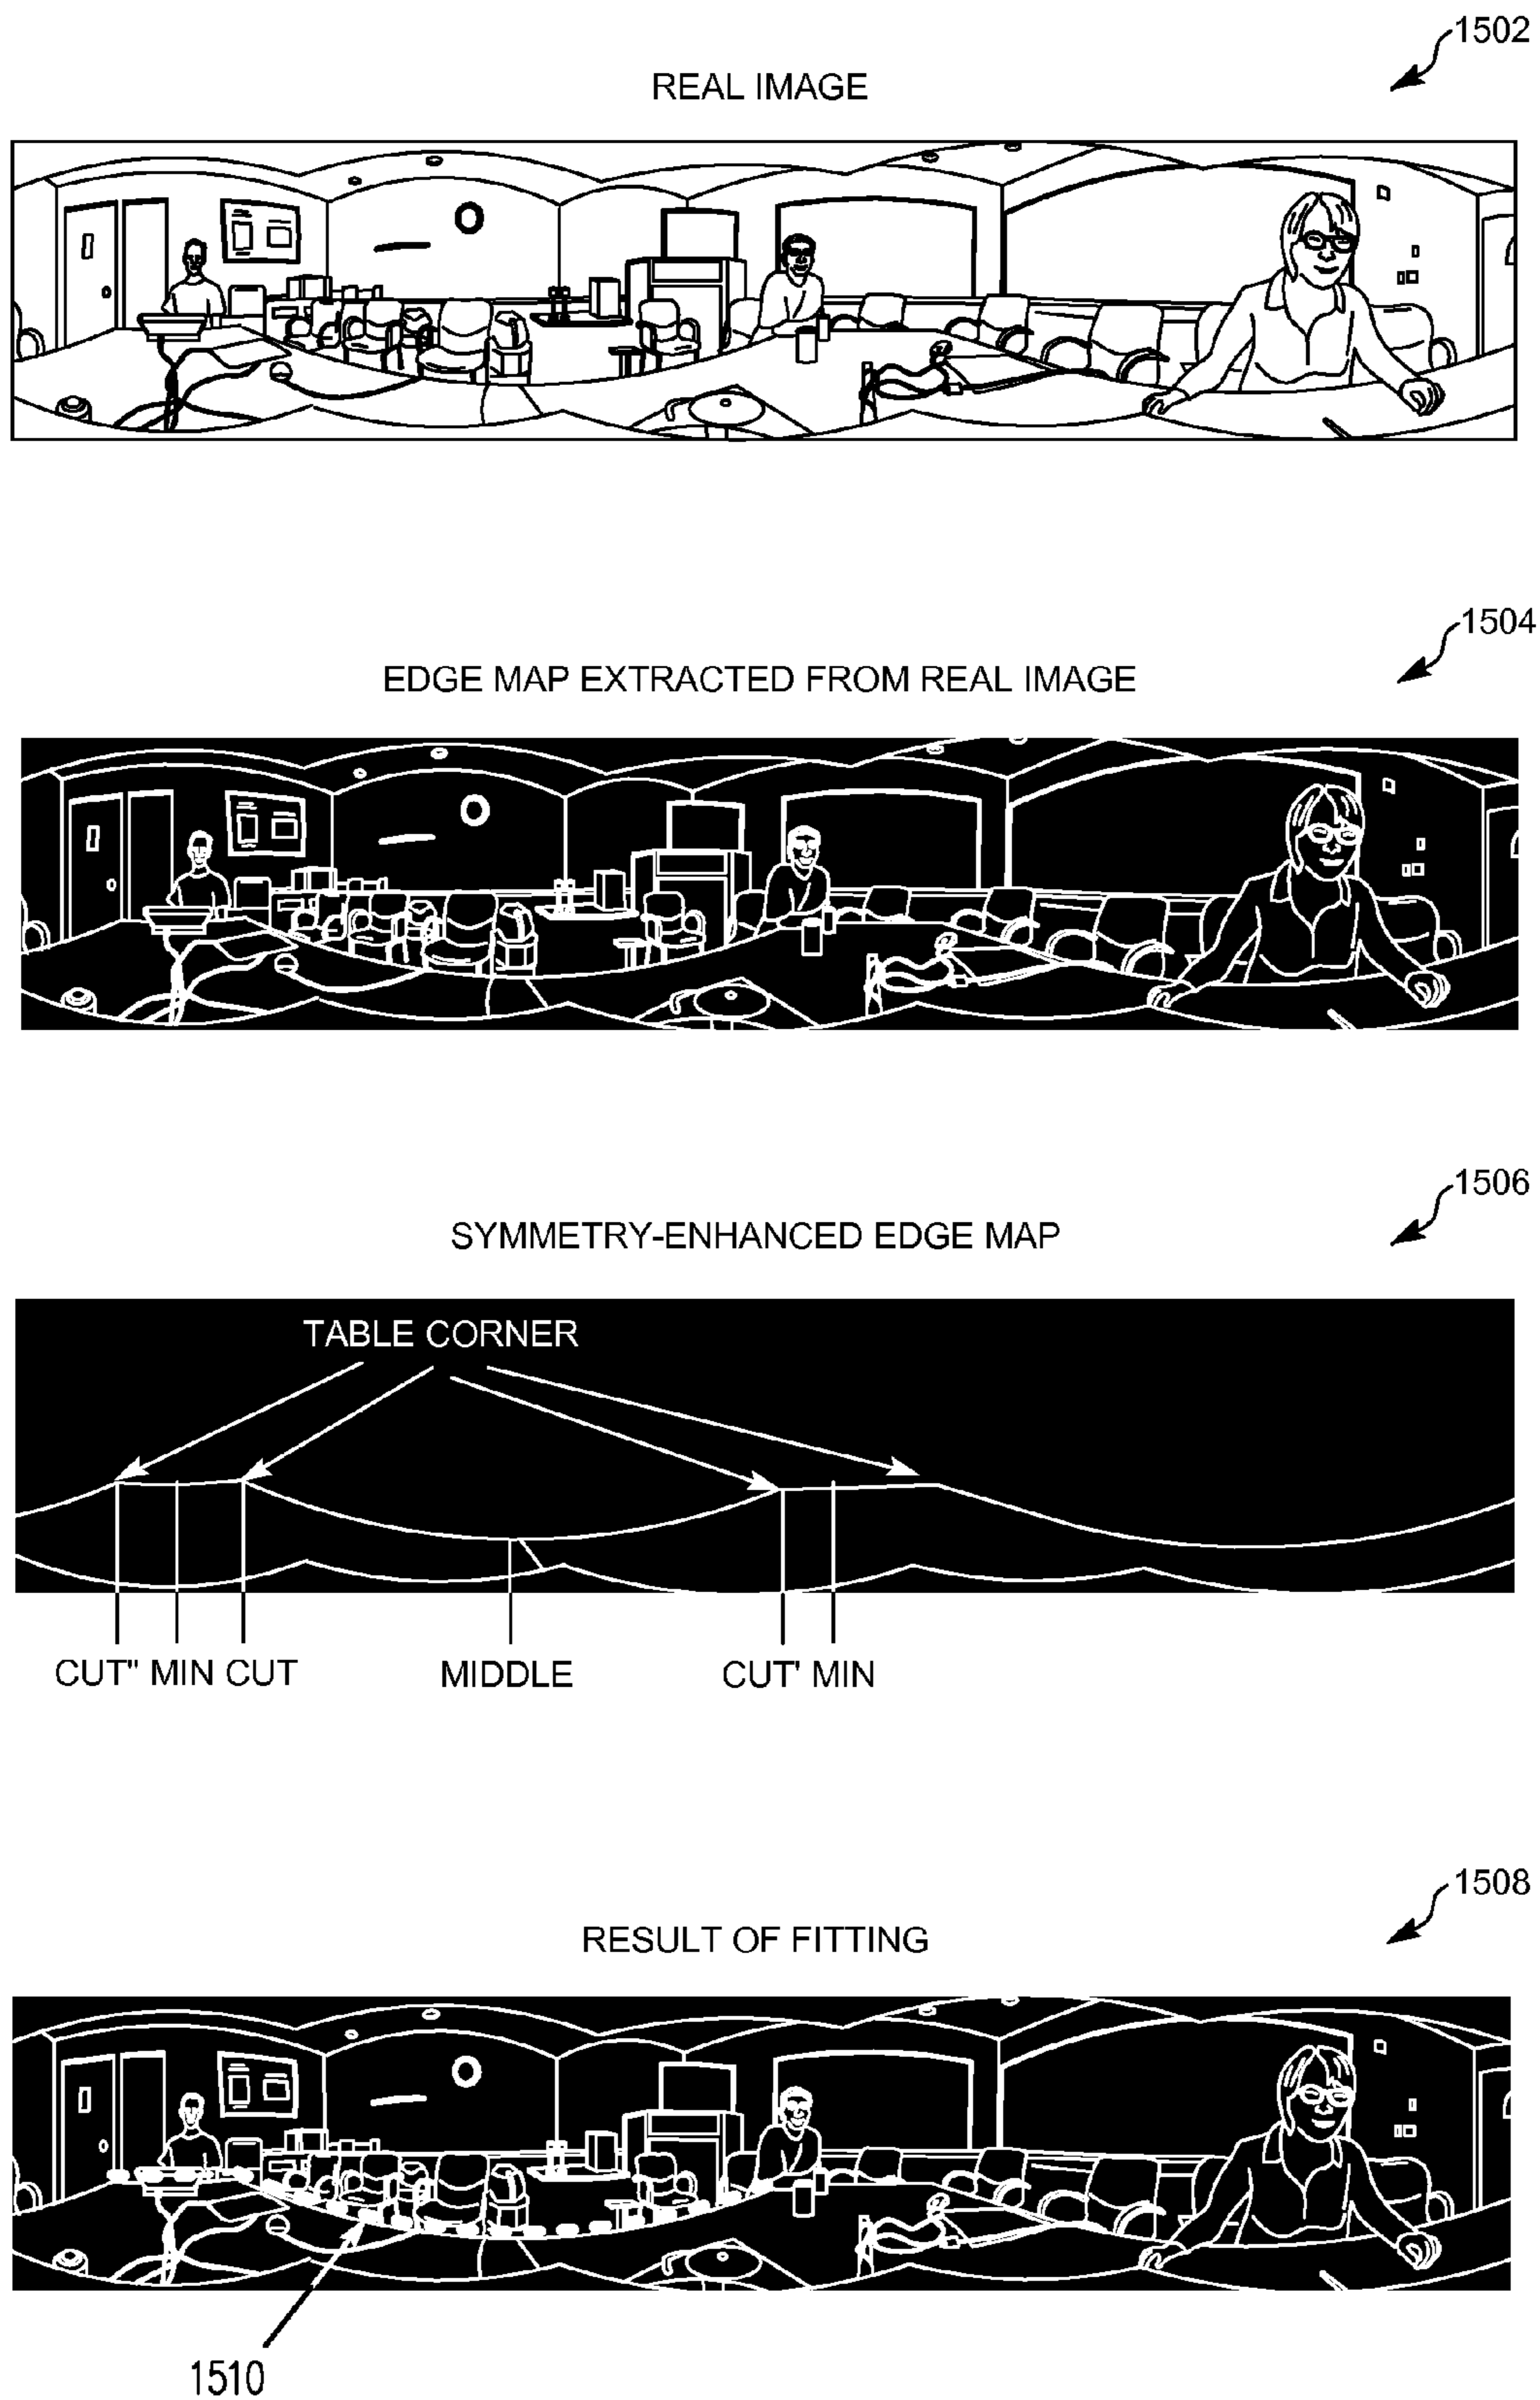 1502
REAL IMAGE
1504
EDGE MAP EXTRACTED FROM REAL IMAGE
1506
SYMMETRY-ENHANCED EDGE MAP
TABLE CORNER
CUT" MIN CUT MIDDLE CUT' MIN
1508
RESULT OF FITTING
1510